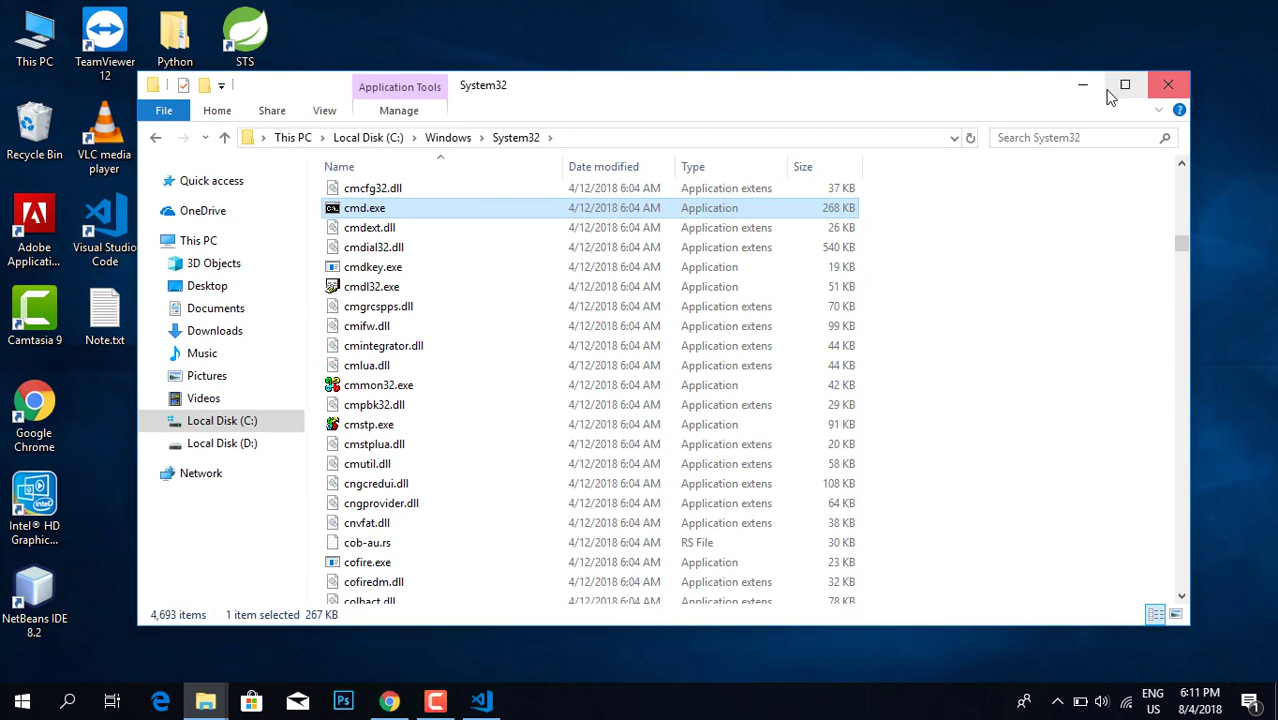 This PC
TeamViewer 12
Python
STS
Recycle Bin
VLC media player
Adobe Applicati...
Visual Studio Code
Camtasia 9
Note.txt
Google Chrome
Intel® HD Graphic...
NetBeans IDE 8.2
Application Tools
System32
File
Home
Share
View
Manage
This PC > Local Disk (C:) > Windows > System32 >
Search System32
Quick access
OneDrive
This PC
3D Objects
Desktop
Documents
Downloads
Music
Pictures
Videos
Local Disk (C:)
Local Disk (D:)
Network
Name Date modified Type Size
cmcfg32.dll 4/12/2018 6:04 AM Application extens 37 KB
cmd.exe 4/12/2018 6:04 AM Application 268 KB
cmdext.dll 4/12/2018 6:04 AM Application extens 26 KB
cmdial32.dll 4/12/2018 6:04 AM Application extens 540 KB
cmdkey.exe 4/12/2018 6:04 AM Application 19 KB
cmdl32.exe 4/12/2018 6:04 AM Application 51 KB
cmgrcspps.dll 4/12/2018 6:04 AM Application extens 70 KB
cmifw.dll 4/12/2018 6:04 AM Application extens 99 KB
cmintegrator.dll 4/12/2018 6:04 AM Application extens 44 KB
cmlua.dll 4/12/2018 6:04 AM Application extens 44 KB
cmmon32.exe 4/12/2018 6:04 AM Application 42 KB
cmpbk32.dll 4/12/2018 6:04 AM Application extens 29 KB
cmstp.exe 4/12/2018 6:04 AM Application 91 KB
cmstplua.dll 4/12/2018 6:04 AM Application extens 20 KB
cmutil.dll 4/12/2018 6:04 AM Application extens 58 KB
cngcredui.dll 4/12/2018 6:04 AM Application extens 108 KB
cngprovider.dll 4/12/2018 6:04 AM Application extens 64 KB
cnvfat.dll 4/12/2018 6:04 AM Application extens 30 KB
cob-au.rs 4/12/2018 6:04 AM RS File 30 KB
cofire.exe 4/12/2018 6:04 AM Application 23 KB
cofiredm.dll 4/12/2018 6:04 AM Application extens 32 KB
colbact.dll 4/12/2018 6:04 AM Application extens 78 KB
4,693 items 1 item selected 267 KB
Ps
ENG
US
6:11 PM
8/4/2018
1